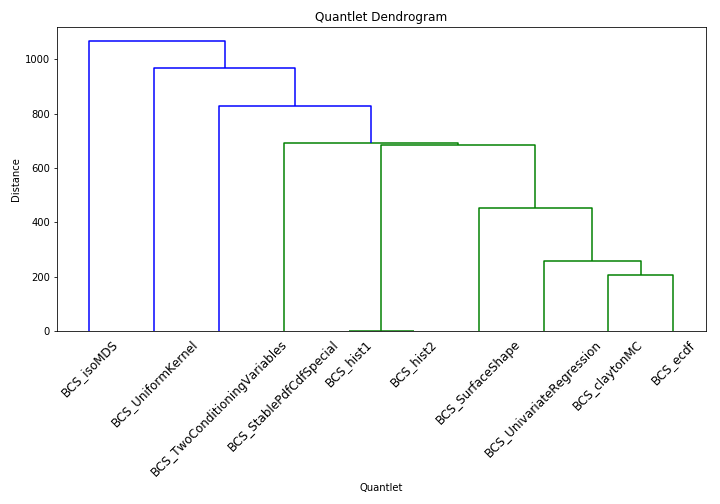 Quantlet Dendrogram
1000
800
600
400
200
0
Distance
BCS_isoMDS
BCS_UniformKernel
BCS_TwoConditioningVariables
BCS_StablePdfCdfSpecial
BCS_hist1
BCS_hist2
BCS_SurfaceShape
BCS_UnivariateRegression
BCS_claytonMC
BCS_ecdf
Quantlet